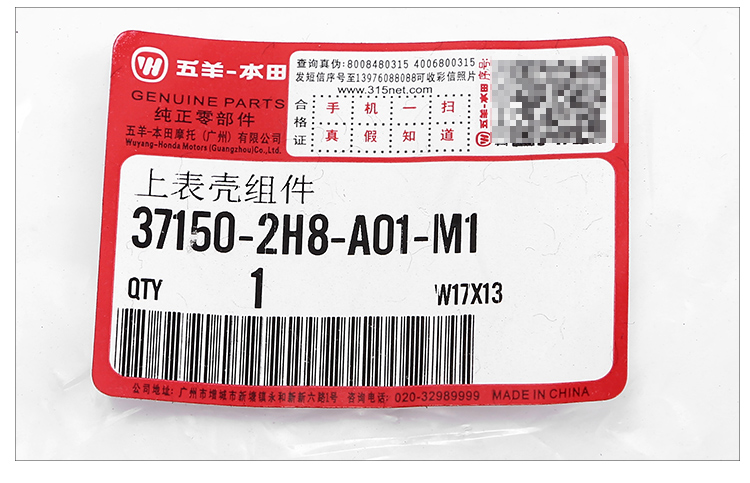 五羊-本田
GENUINE PARTS
纯正零部件
五羊-本田摩托(广州)有限公司
Wuyang-Honda Motors(Guangzhou)Co.,Ltd.
查询真伪:8008480315 4006800315
发短信序号至13976088088可收彩信照片
www.315net.com
合格证
手机一扫
真假知道
五羊-本田 序号:
上表壳组件
37150-2H8-A01-M1
QTY 1 W17X13
公司地址: 广州市增城市新塘镇永和新新六路1号 咨询电话: 020-32989999 MADE IN CHINA